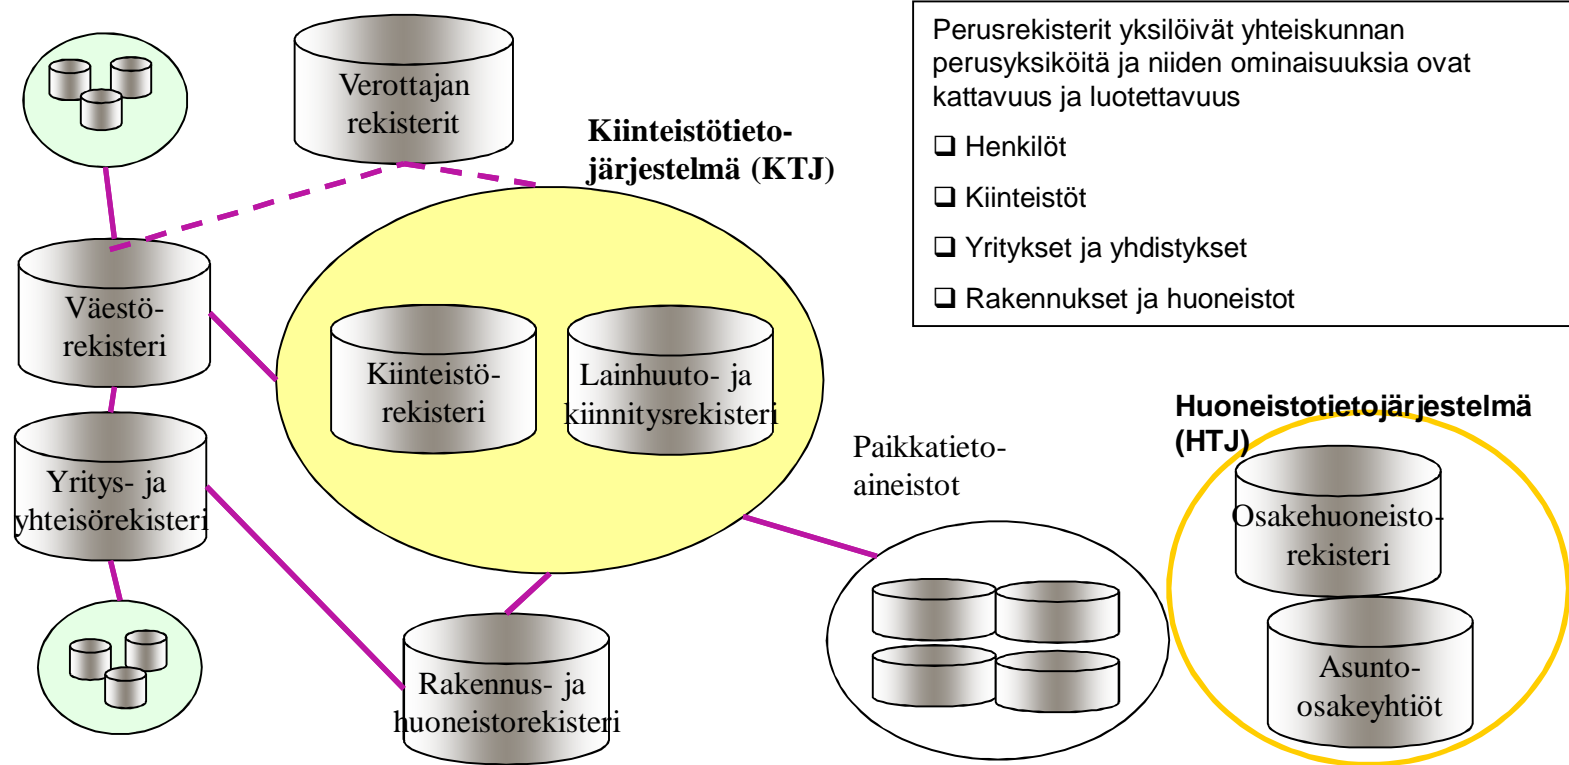 Verottajan
rekisterit
Kiinteistötieto-
järjestelmä (KTJ)
Perusrekisterit yksilöivät yhteiskunnan
perusyksiköitä ja niiden ominaisuuksia ovat
kattavuus ja luotettavuus
❑ Henkilöt
❑ Kiinteistöt
❑ Yritykset ja yhdistykset
❑ Rakennukset ja huoneistot
Väestö-
rekisteri
Kiinteistö-
rekisteri
Lainhuuto- ja
kiinnitysrekisteri
Yritys- ja
yhteisörekisteri
Paikkatieto-
aineistot
Huoneistotietojärjestelmä
(HTJ)
Osakehuoneisto-
rekisteri
Asunto-
osakeyhtiöt
Rakennus- ja
huoneistorekisteri